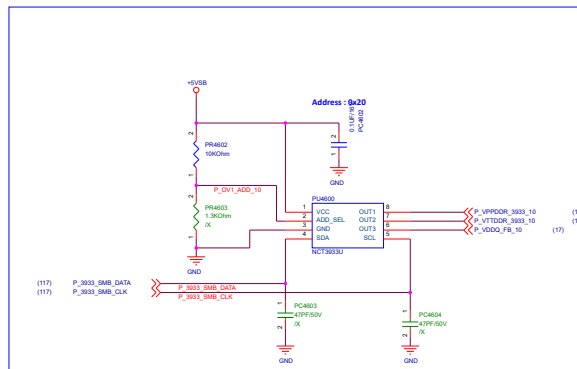 +5VSB
Address : 0x20
2
PR4602
10KOhm
1
0.1UF/16
PC4602
2
1
GND
P_OV1_ADD_10
2
PR4603
1.3KOhm
/X
1
GND
PU4600
1 VCC OUT1 8 P_VPPDDR_3933_10
2 ADD_SEL OUT2 7 P_VTTDDR_3933_10
3 GND OUT3 6 P_VDDQ_FB_10 (17)
4 SDA SCL 5
NCT3933U
(117) P_3933_SMB_DATA P_3933_SMB_DATA
(117) P_3933_SMB_CLK P_3933_SMB_CLK
1
PC4603
47PF/50V
2
/X
GND
1
PC4604
47PF/50V
2
/X
GND